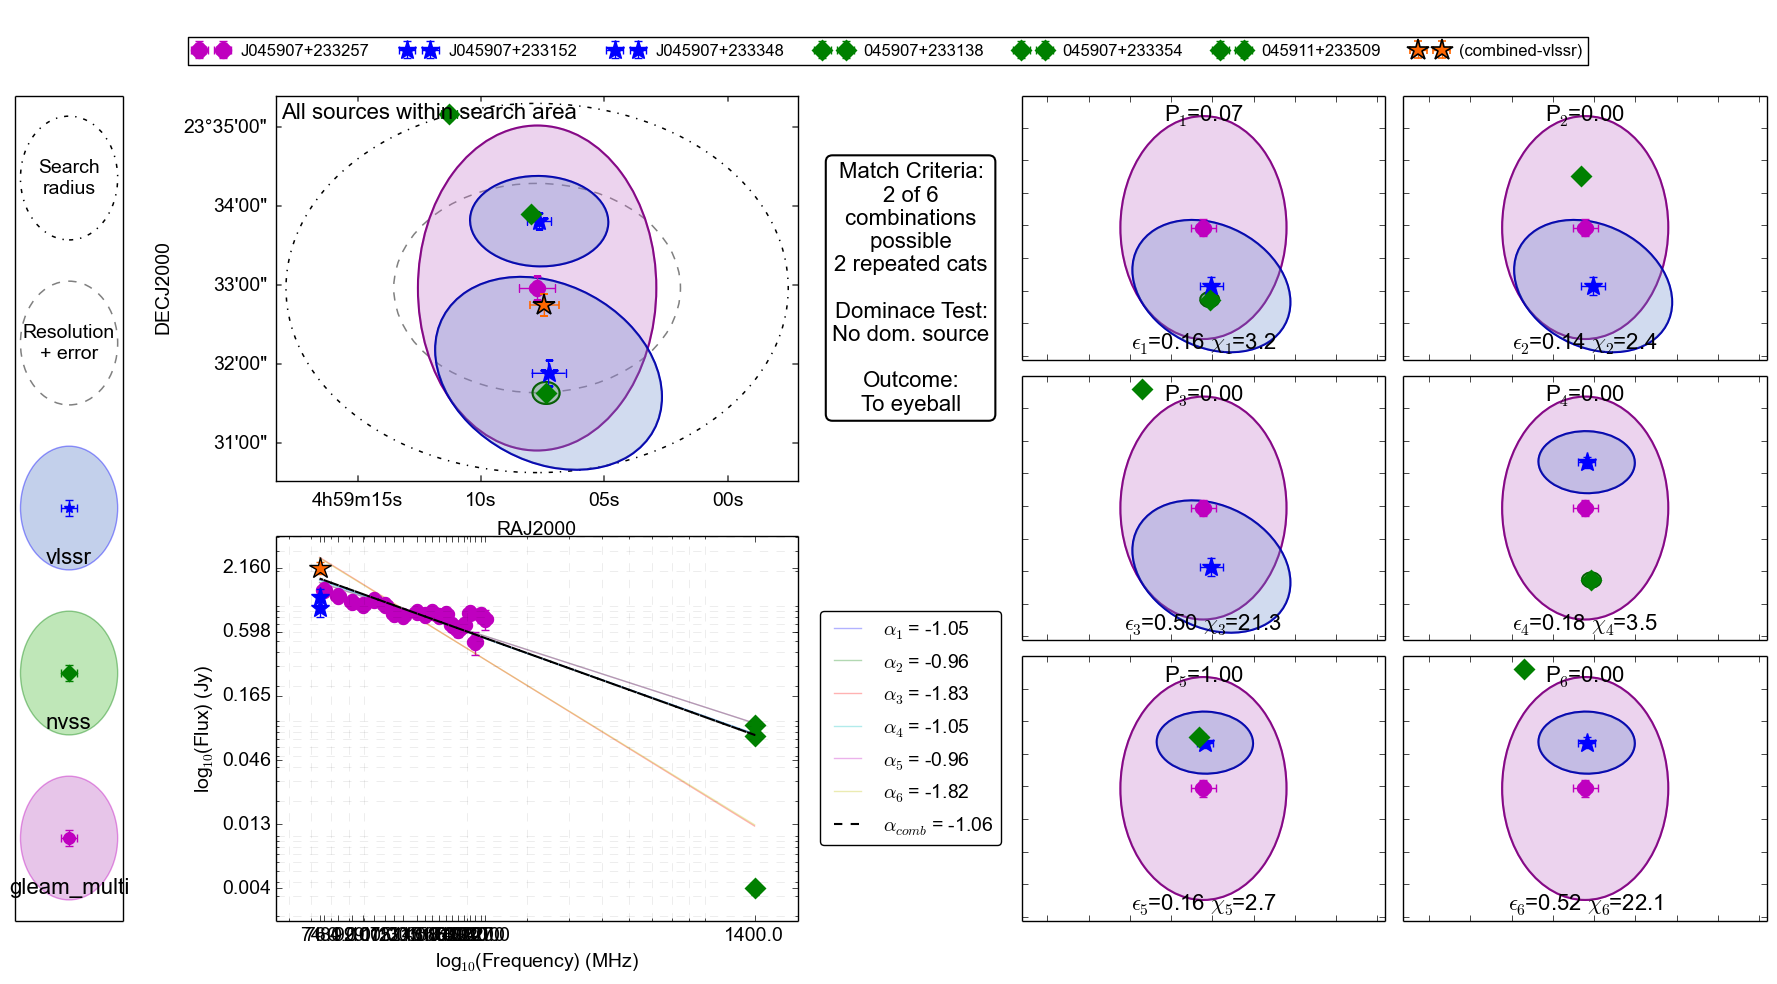 J045907+233257 J045907+233152 J045907+233348 045907+233138 045907+233354 045911+233509 (combined-vlssr)
Search
radius
Resolution
+ error
vlssr
nvss
gleam_multi
All sources within search area
DECJ2000
23°35'00"
34'00"
33'00"
32'00"
31'00"
4h59m15s 10s 05s 00s
RAJ2000
Match Criteria:
2 of 6
combinations
possible
2 repeated cats
Dominace Test:
No dom. source
Outcome:
To eyeball
log10(Flux) (Jy)
2.160
0.598
0.165
0.046
0.013
0.004
1400.0
log10(Frequency) (MHz)
α1 = -1.05
α2 = -0.96
α3 = -1.83
α4 = -1.05
α5 = -0.96
α6 = -1.82
αcomb = -1.06
P1=0.07
ϵ1=0.16 χ1=3.2
P2=0.00
ϵ2=0.14 χ2=2.4
P3=0.00
ϵ3=0.50 χ3=21.3
P4=0.00
ϵ4=0.18 χ4=3.5
P5=1.00
ϵ5=0.16 χ5=2.7
P6=0.00
ϵ6=0.52 χ6=22.1